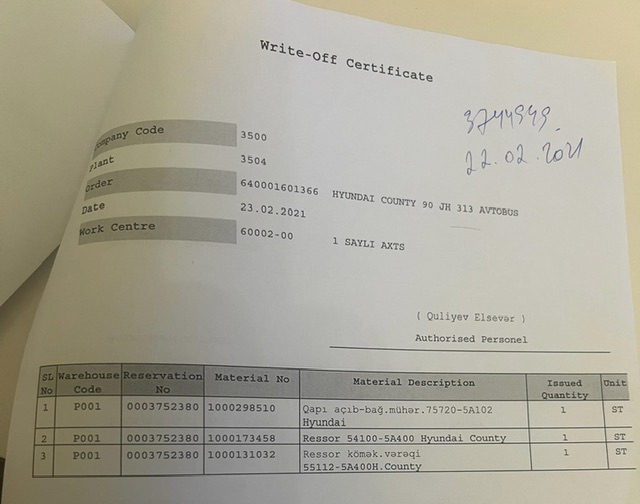 Write-Off Certificate
3744949.
22.02.2021
Company Code 3500
Plant 3504
Order 640001601366 HYUNDAI COUNTY 90 JH 313 AVTOBUS
Date 23.02.2021
Work Centre 60002-00 1 SAYLI AXTS
( Quliyev Elsevər )
Authorised Personel
SL No Warehouse Code Reservation No Material No Material Description Issued Quantity Unit
1 P001 0003752380 1000298510 Qapı açıb-bağ.mühər.75720-5A102 Hyundai 1 ST
2 P001 0003752380 1000173458 Ressor 54100-5A400 Hyundai County 1 ST
3 P001 0003752380 1000131032 Ressor kömək.vərəqi 55112-5A400H.County 1 ST